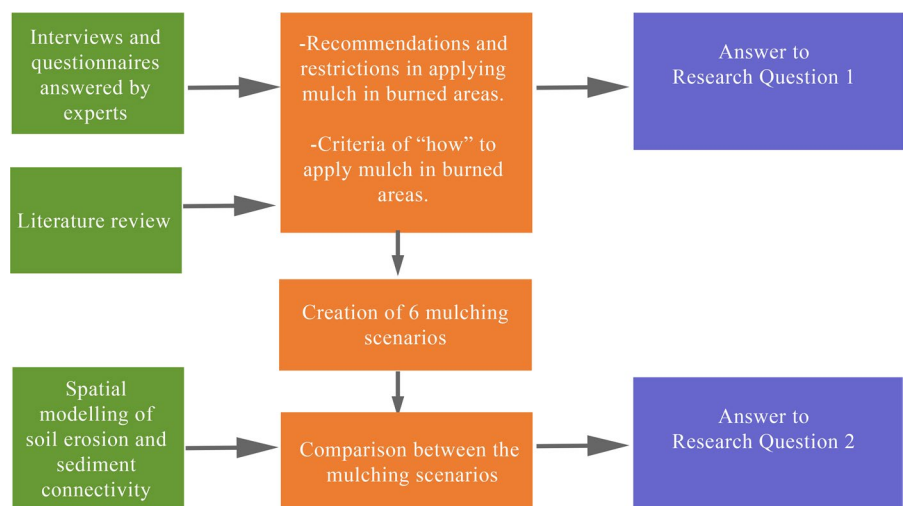 Interviews and
questionnaires
answered by
experts
-Recommendations and
restrictions in applying
mulch in burned areas.
-Criteria of “how” to
apply mulch in burned
areas.
Answer to
Research Question 1
Literature review
Creation of 6 mulching
scenarios
Spatial
modelling of
soil erosion and
sediment
connectivity
Comparison between the
mulching scenarios
Answer to
Research Question 2